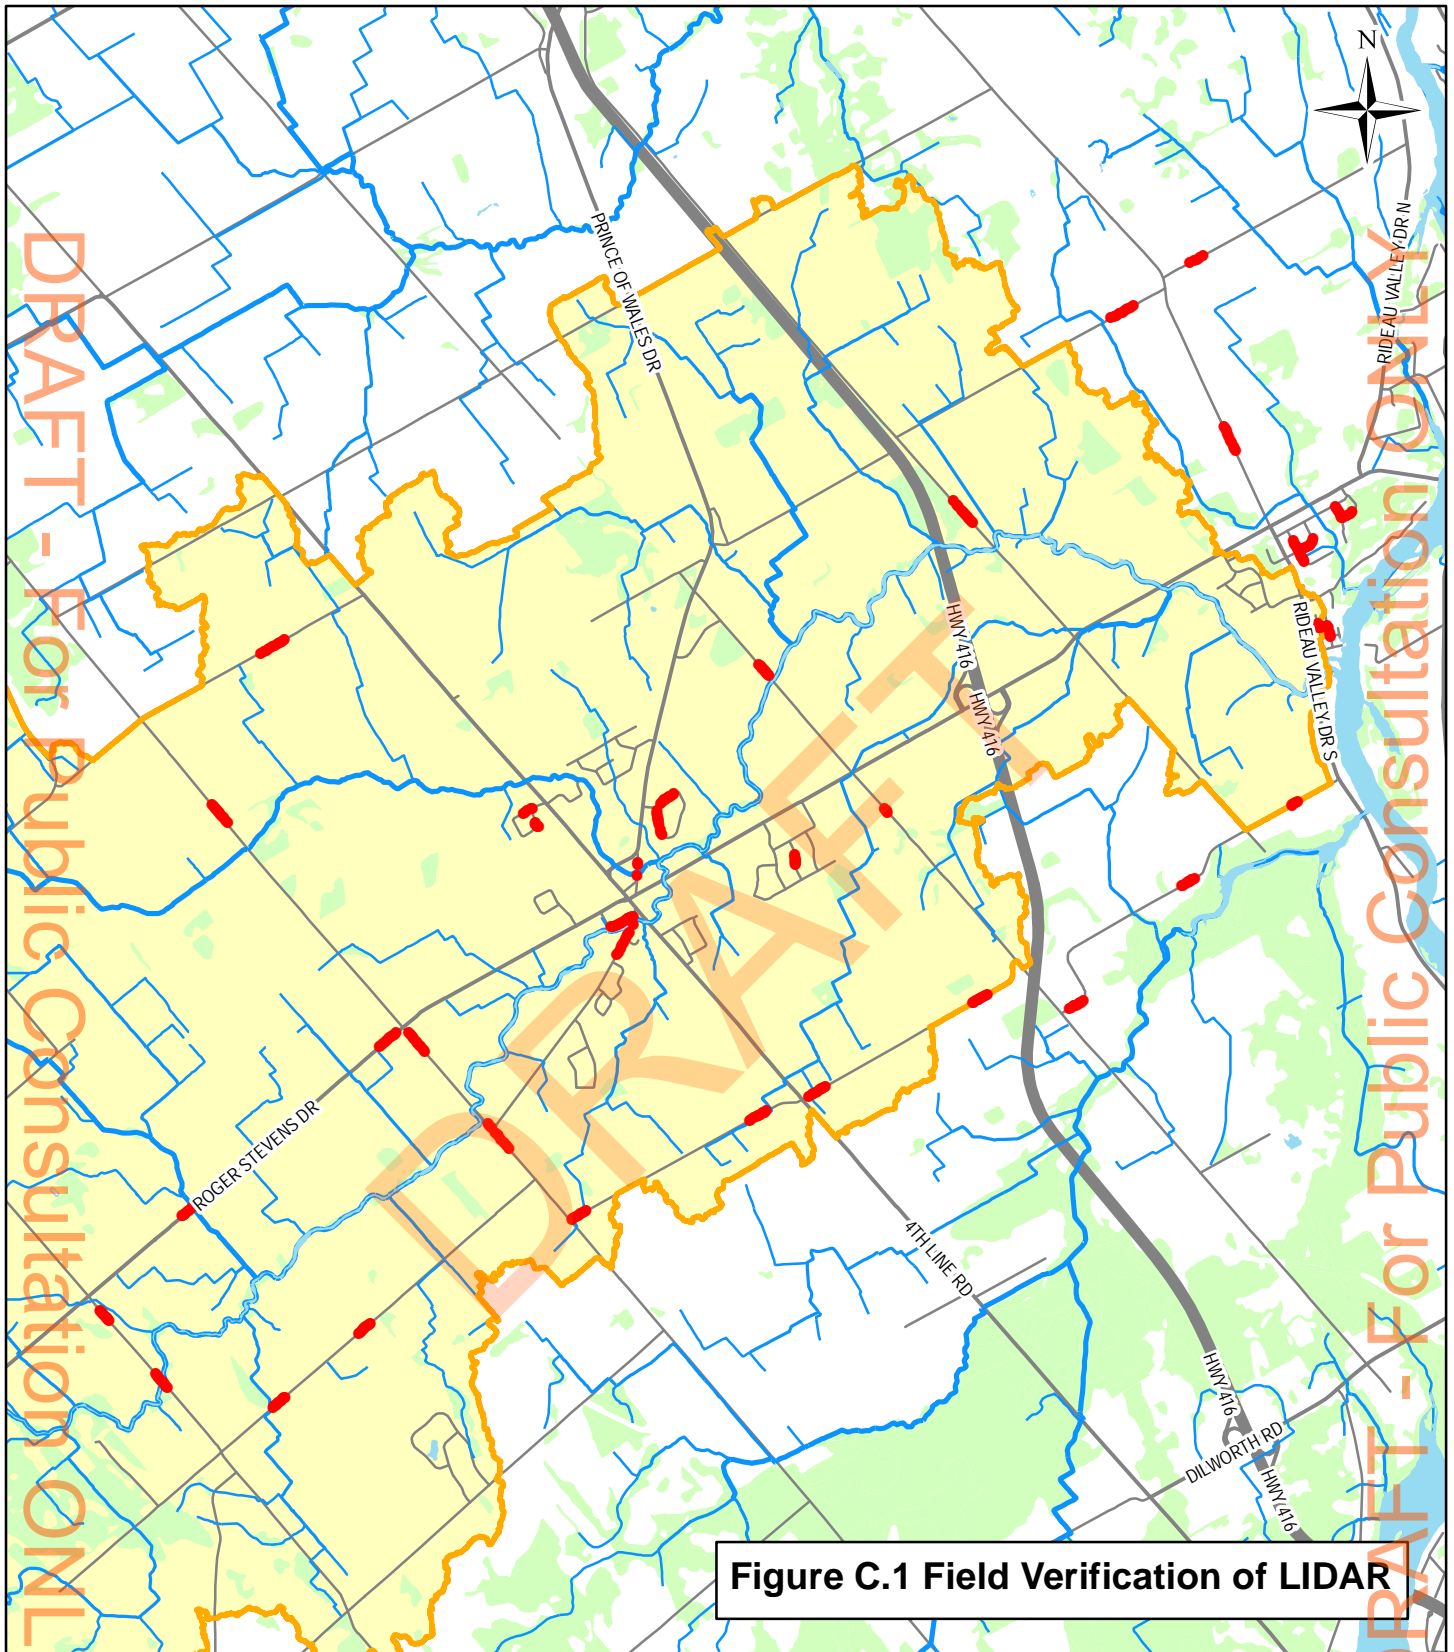 N
PRINCE OF WALES DR
RIDEAU VALLEY DR N
HWY 416
HWY 416
RIDEAU VALLEY DR S
ROGER STEVENS DR
4TH LINE RD
HWY 416
DILWORTH RD
HWY 416
DRAFT
DRAFT - For Public Consultation ONL
RAFT - For Public Consultation ONLY
Figure C.1 Field Verification of LIDAR